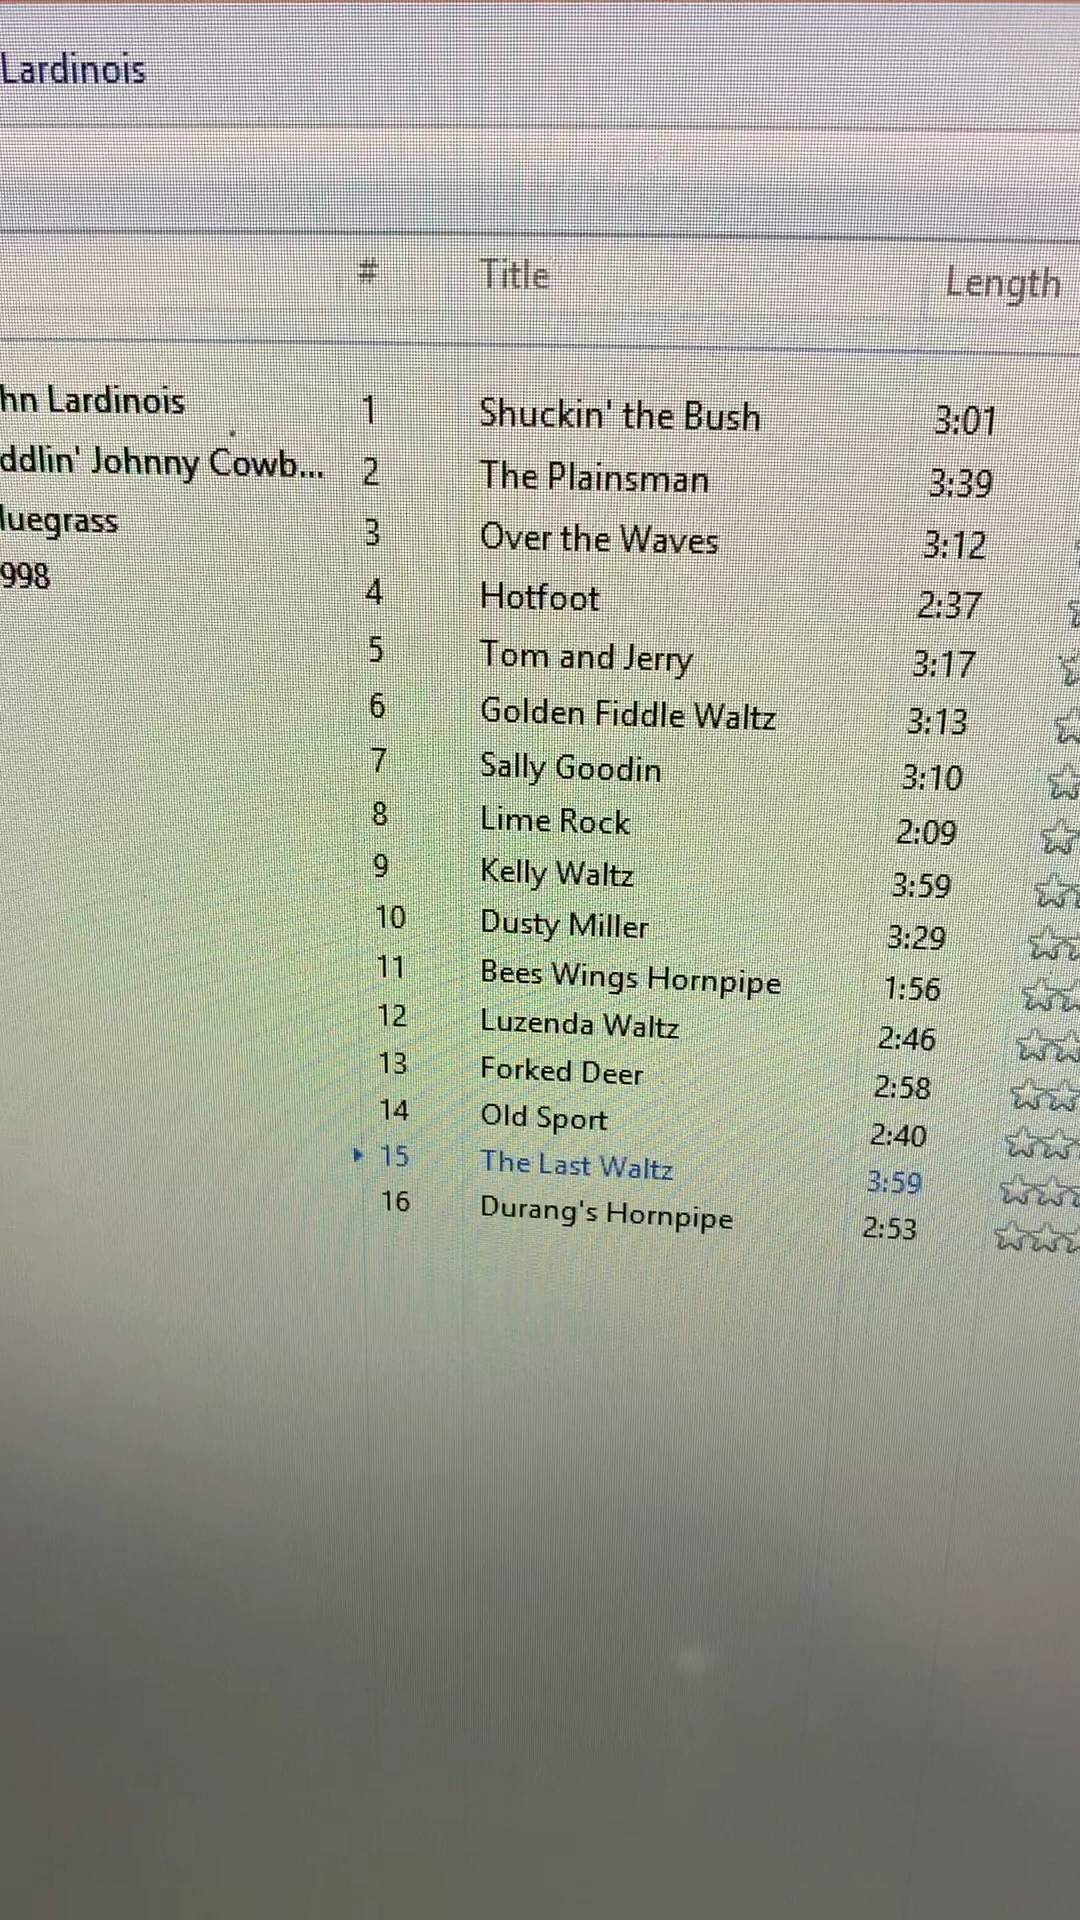 Lardinois
# Title Length
hn Lardinois 1 Shuckin' the Bush 3:01
ddlin' Johnny Cowb... 2 The Plainsman 3:39
luegrass 3 Over the Waves 3:12
998 4 Hotfoot 2:37
5 Tom and Jerry 3:17
6 Golden Fiddle Waltz 3:13
7 Sally Goodin 3:10
8 Lime Rock 2:09
9 Kelly Waltz 3:59
10 Dusty Miller 3:29
11 Bees Wings Hornpipe 1:56
12 Luzenda Waltz 2:46
13 Forked Deer 2:58
14 Old Sport 2:40
15 The Last Waltz 3:59
16 Durang's Hornpipe 2:53